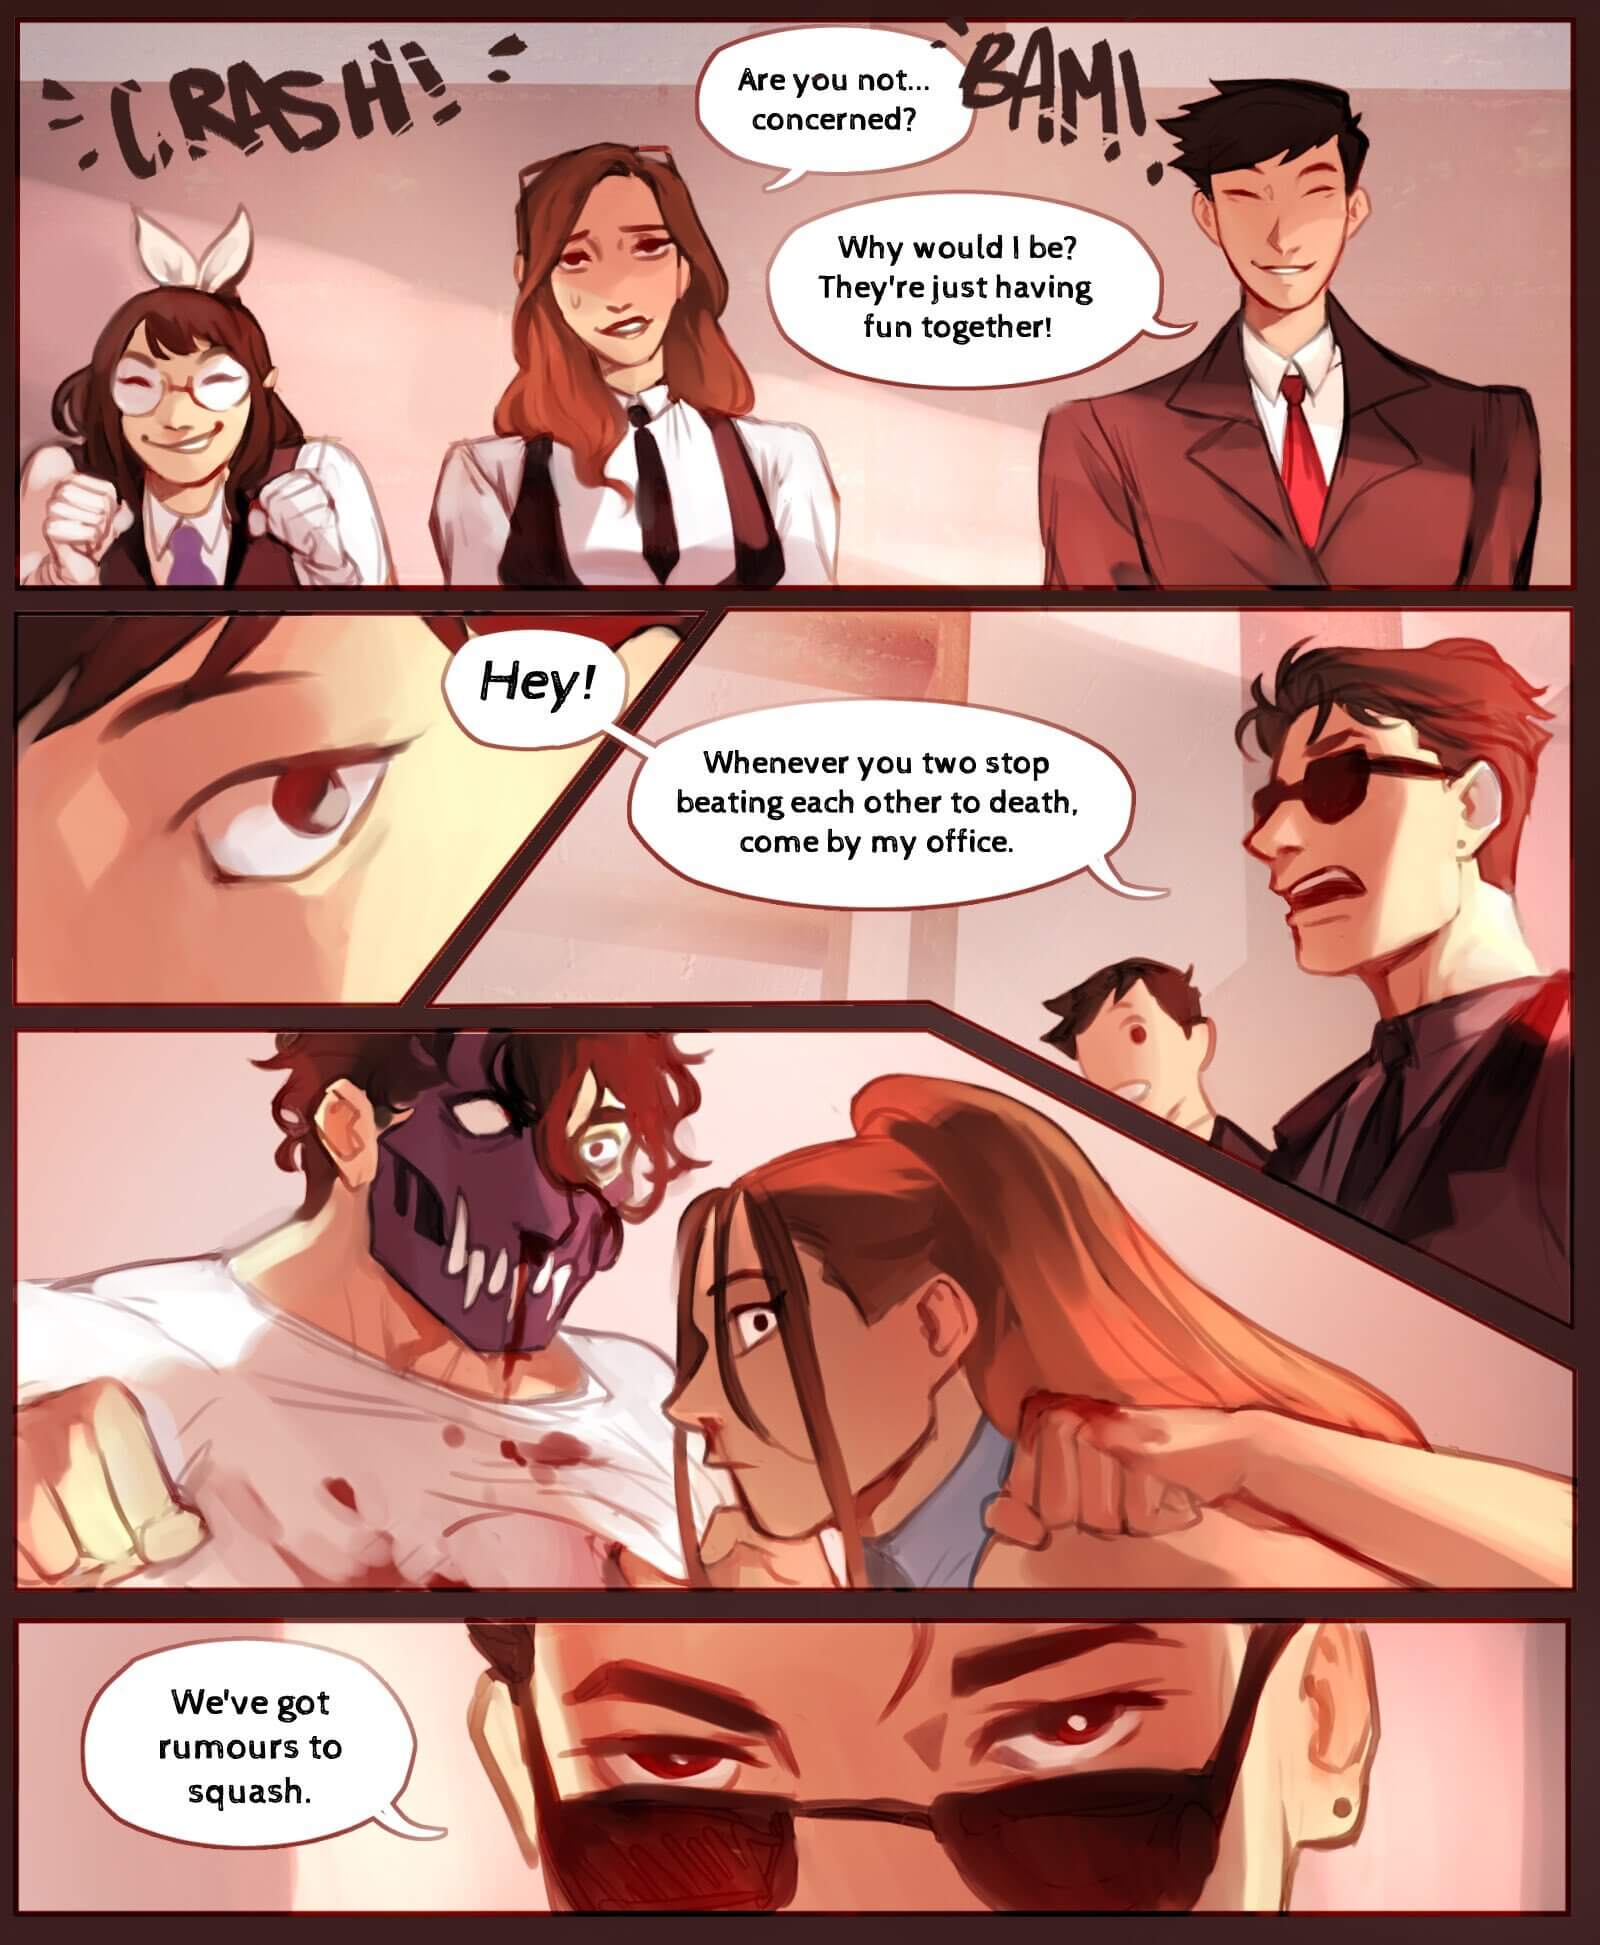 CRASH!
Are you not...
concerned?
BAM!
Why would I be?
They're just having
fun together!
Hey!
Whenever you two stop
beating each other to death,
come by my office.
We've got
rumours to
squash.